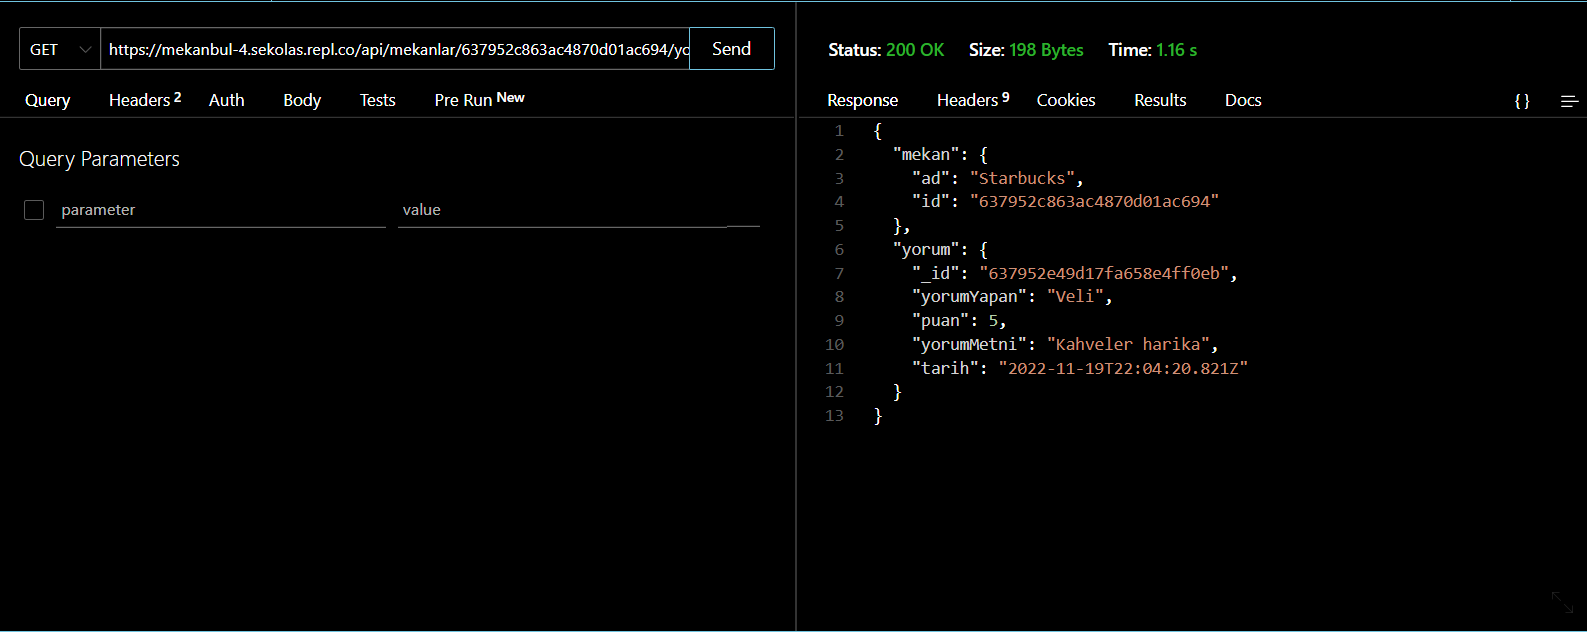 GET https://mekanbul-4.sekolas.repl.co/api/mekanlar/637952c863ac4870d01ac694/yo Send
Query Headers 2 Auth Body Tests Pre Run New
Query Parameters
parameter value
Status: 200 OK Size: 198 Bytes Time: 1.16 s
Response Headers 9 Cookies Results Docs {}
1 {
2 "mekan": {
3 "ad": "Starbucks",
4 "id": "637952c863ac4870d01ac694"
5 },
6 "yorum": {
7 "_id": "637952e49d17fa658e4ff0eb",
8 "yorumYapan": "Veli",
9 "puan": 5,
10 "yorumMetni": "Kahveler harika",
11 "tarih": "2022-11-19T22:04:20.821Z"
12 }
13 }